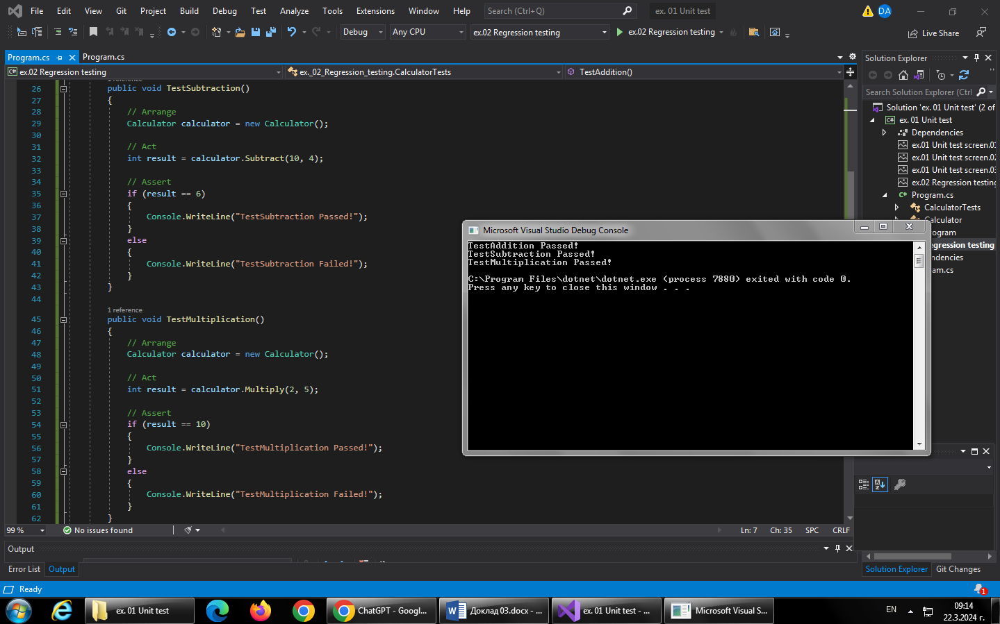 File Edit View Git Project Build Debug Test Analyze Tools Extensions Window Help Search (Ctrl+Q) ex. 01 Unit test DA
Debug Any CPU ex.02 Regression testing ex.02 Regression testing Live Share
Program.cs Program.cs
ex.02 Regression testing ex._02_Regression_testing.CalculatorTests TestAddition()
26 public void TestSubtraction()
27 {
28 // Arrange
29 Calculator calculator = new Calculator();
30
31 // Act
32 int result = calculator.Subtract(10, 4);
33
34 // Assert
35 if (result == 6)
36 {
37 Console.WriteLine("TestSubtraction Passed!");
38 }
39 else
40 {
41 Console.WriteLine("TestSubtraction Failed!");
42 }
43 }
44
1 reference
45 public void TestMultiplication()
46 {
47 // Arrange
48 Calculator calculator = new Calculator();
49
50 // Act
51 int result = calculator.Multiply(2, 5);
52
53 // Assert
54 if (result == 10)
55 {
56 Console.WriteLine("TestMultiplication Passed!");
57 }
58 else
59 {
60 Console.WriteLine("TestMultiplication Failed!");
61 }
62 }
99 % No issues found Ln: 7 Ch: 35 SPC CRLF
Output
Error List Output
Ready
Microsoft Visual Studio Debug Console
TestAddition Passed!
TestSubtraction Passed!
TestMultiplication Passed!
C:\Program Files\dotnet\dotnet.exe (process 7880) exited with code 0.
Press any key to close this window . . .
Solution Explorer
Search Solution Explorer (Ctrl
Solution 'ex. 01 Unit test' (2 of
C# ex. 01 Unit test
Dependencies
ex.01 Unit test screen.01
ex.01 Unit test screen.02
ex.01 Unit test screen.03
ex.02 Regression testing
C# Program.cs
CalculatorTests
Calculator
rogram
egression testing
ndencies
m.cs
Solution Explorer Git Changes
1
ex. 01 Unit test ChatGPT - Googl... Доклад 03.docx - ... ex. 01 Unit test - ... Microsoft Visual S... EN 09:14
22.3.2024 г.